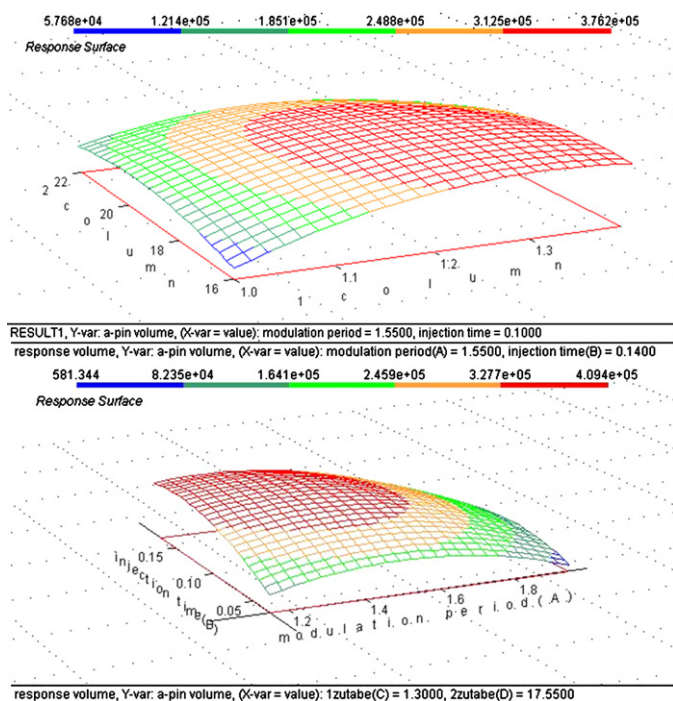 5.768e+04 1.214e+05 1.851e+05 2.488e+05 3.125e+05 3.762e+05
Response Surface
2 column
22
20
18
16
1.0 1.1 1.2 1.3
1 column
RESULT1, Y-var: a-pin volume, (X-var = value): modulation period = 1.5500, injection time = 0.1000
response volume, Y-var: a-pin volume, (X-var = value): modulation period(A) = 1.5500, injection time(B) = 0.1400
581.344 8.235e+04 1.641e+05 2.459e+05 3.277e+05 4.094e+05
Response Surface
injection time(B)
0.15
0.10
0.05
1.2 1.4 1.6 1.8
modulation. period.(A.)
response volume, Y-var: a-pin volume, (X-var = value): 1zutabe(C) = 1.3000, 2zutabe(D) = 17.5500